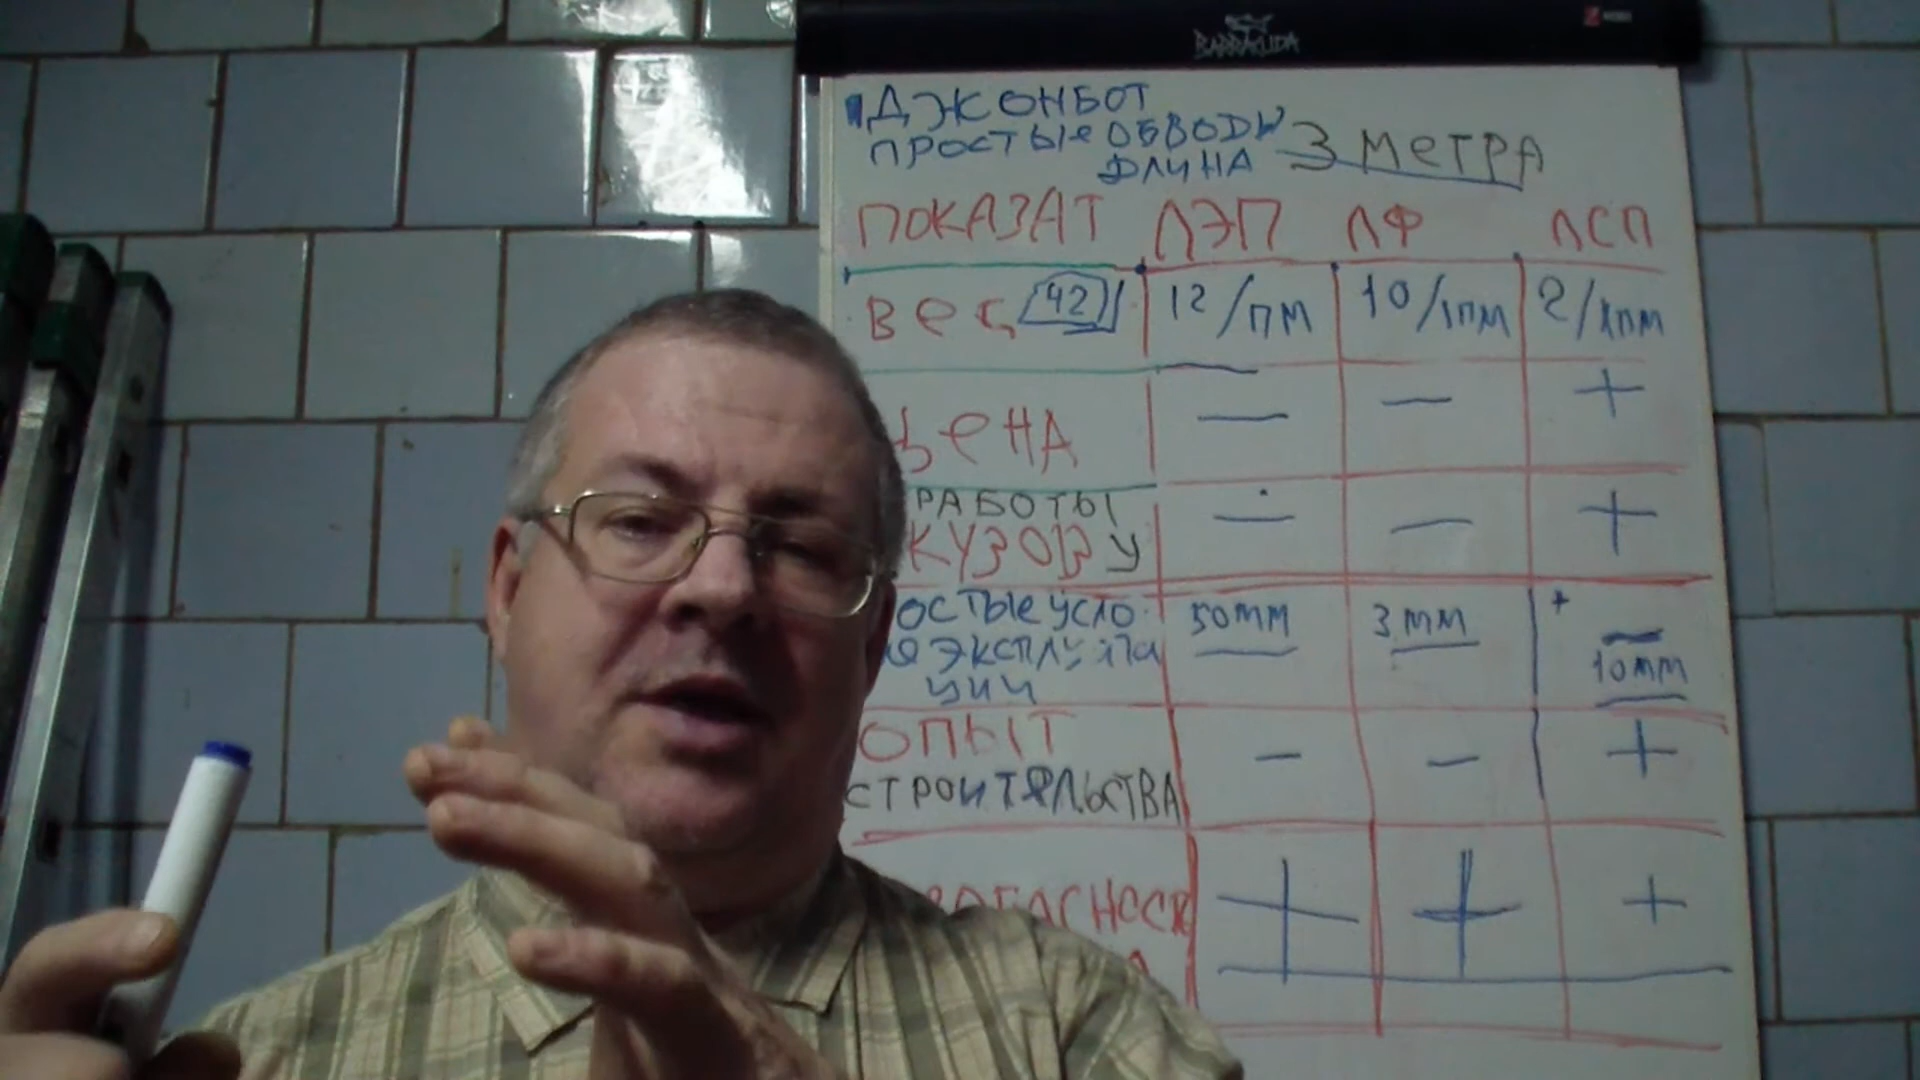 BARRACUDA
ДЖОНБОТ
ПРОСТЫЕ ОБВОДЫ
ДЛИНА 3 МЕТРА
ПОКАЗАТ ЛЭП ЛФ ЛСП
ВЕС 42 12/ПМ 10/1ПМ 2/1ПМ
ЦЕНА — — +
РАБОТЫ
КУЗОВУ — — +
ОСТЫЕ УСЛО 50мм 3мм + —
ЭКСПЛУАТА 10мм
ЦИИ
ОПЫТ — — +
СТРОИТЕЛЬСТВА
+ + +